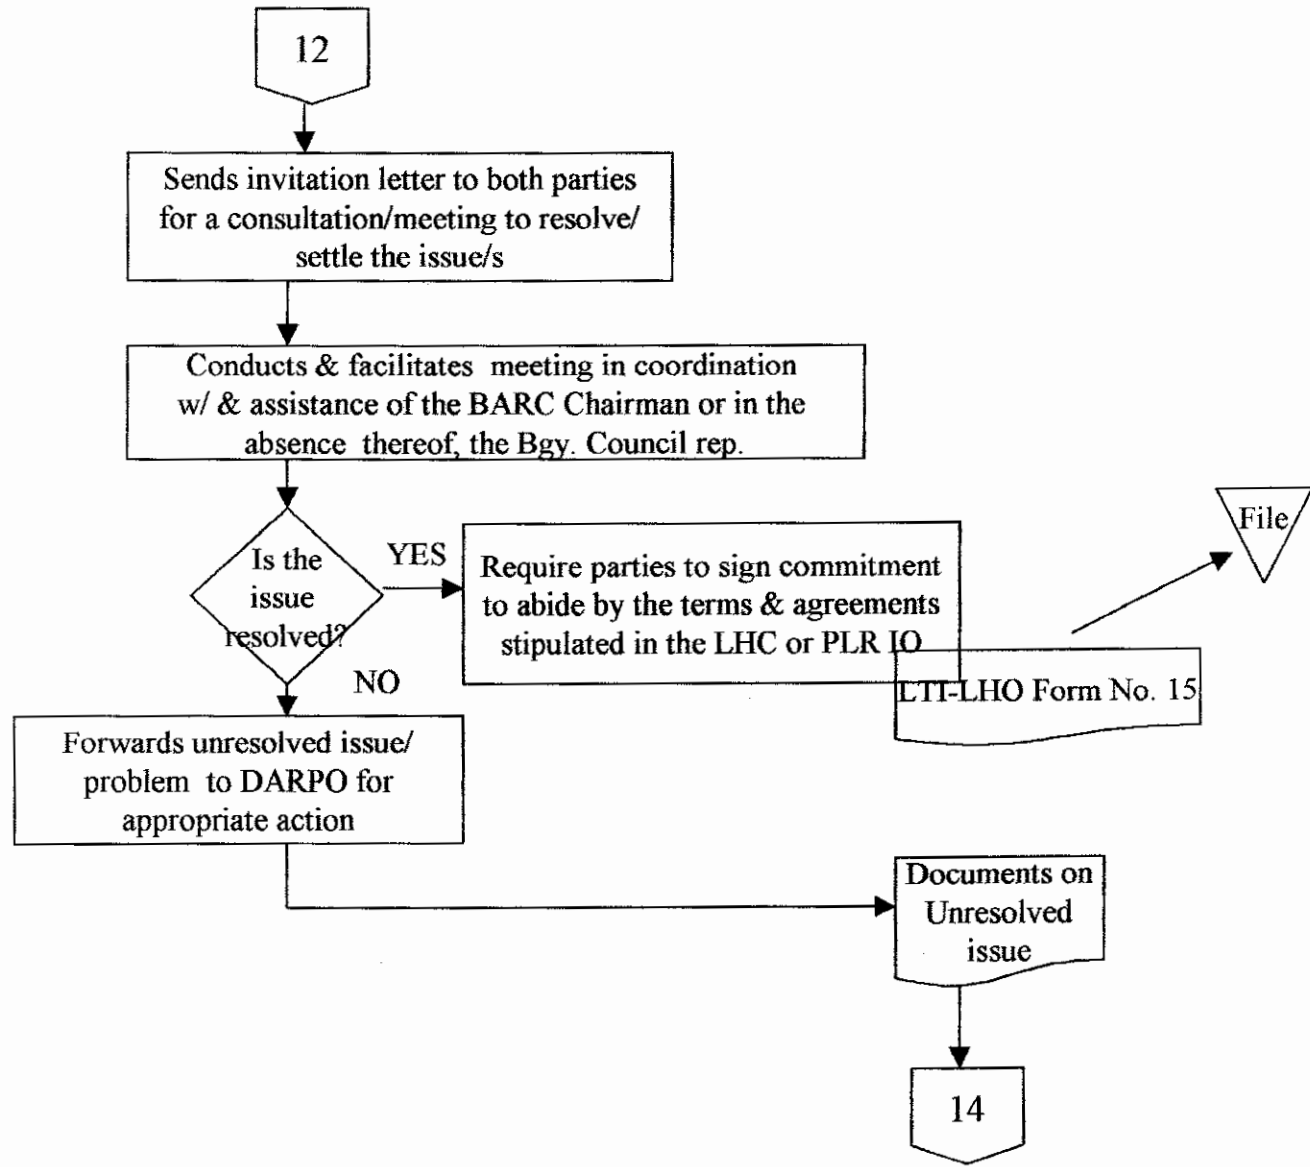 12
Sends invitation letter to both parties
for a consultation/meeting to resolve/
settle the issue/s
Conducts & facilitates meeting in coordination
w/ & assistance of the BARC Chairman or in the
absence thereof, the Bgy. Council rep.
Is the
issue
resolved?
YES
Require parties to sign commitment
to abide by the terms & agreements
stipulated in the LHC or PLR IO
File
LTI-LHO Form No. 15
NO
Forwards unresolved issue/
problem to DARPO for
appropriate action
Documents on
Unresolved
issue
14